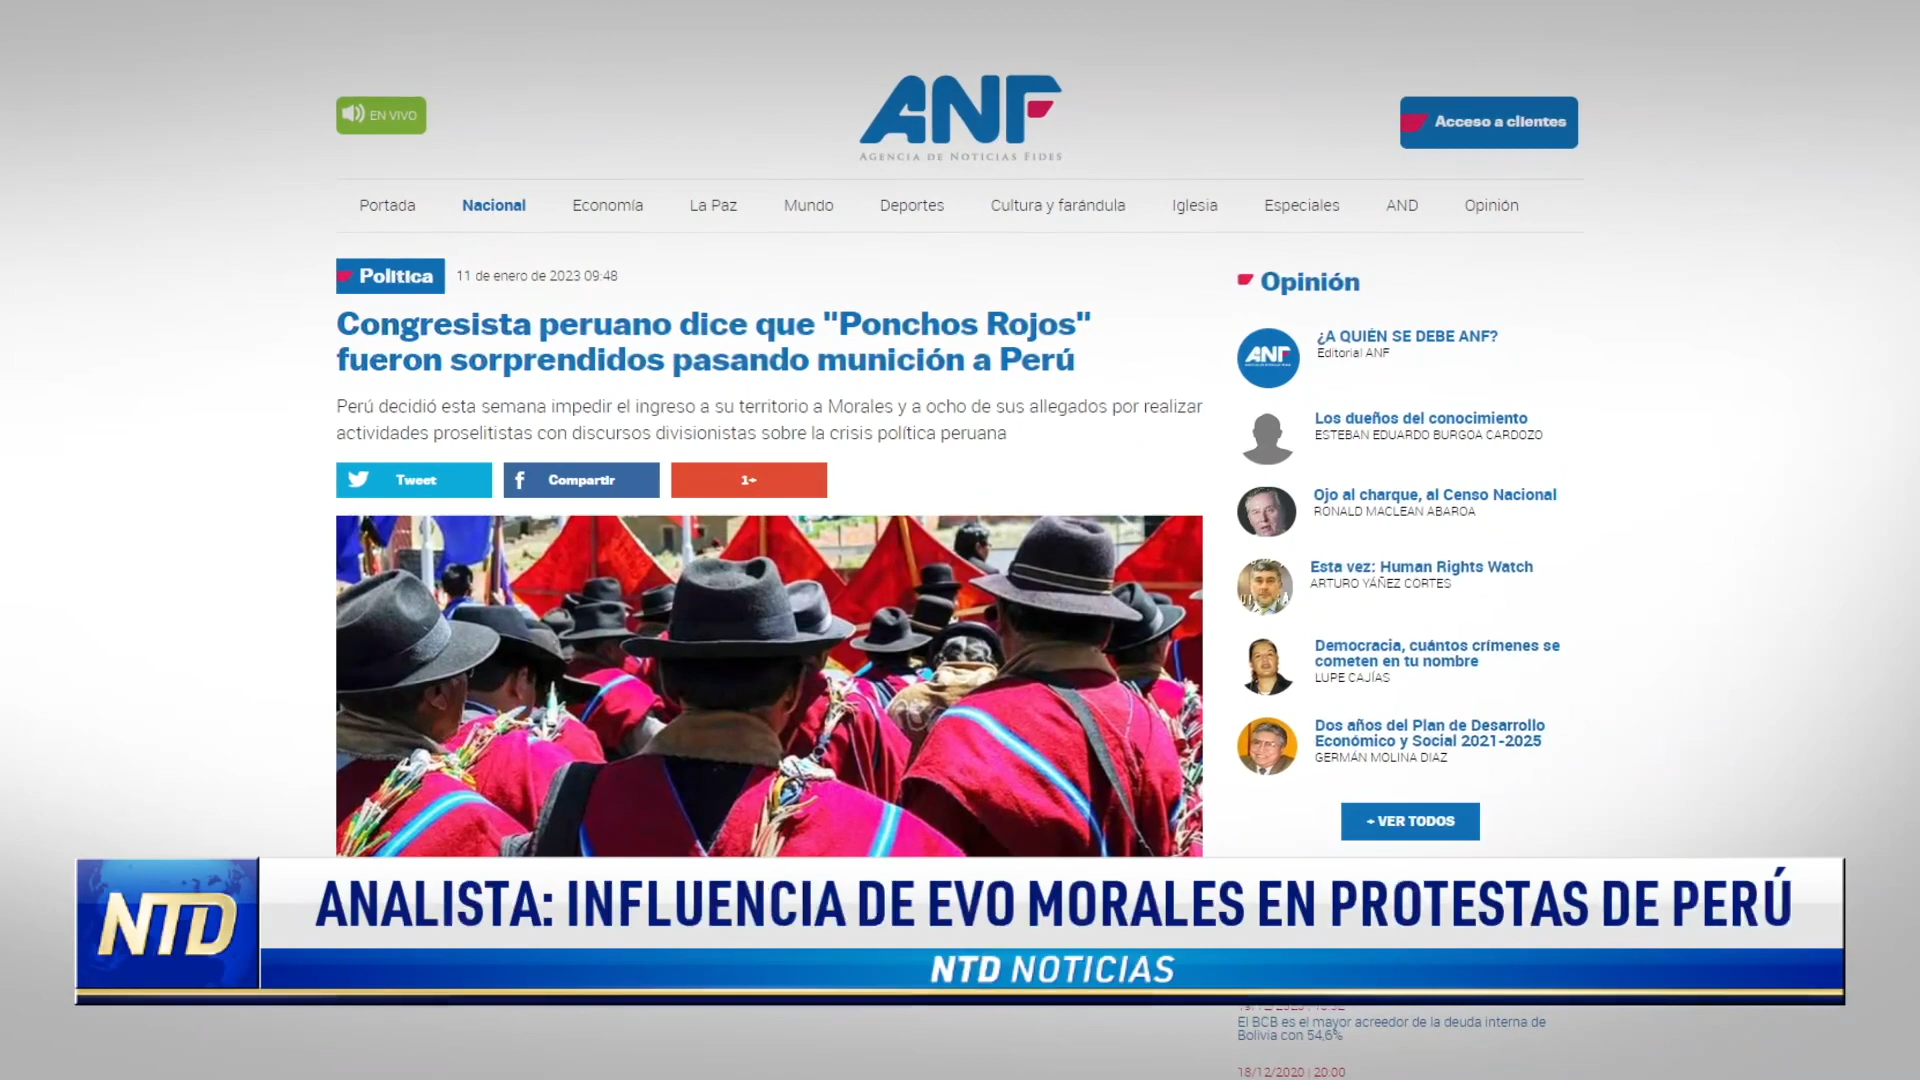 EN VIVO
ANF
AGENCIA DE NOTICIAS FIDES
Acceso a clientes
Portada Nacional Economía La Paz Mundo Deportes Cultura y farándula Iglesia Especiales AND Opinión
Política 11 de enero de 2023 09:48
Congresista peruano dice que "Ponchos Rojos"
fueron sorprendidos pasando munición a Perú
Perú decidió esta semana impedir el ingreso a su territorio a Morales y a ocho de sus allegados por realizar
actividades proselitistas con discursos divisionistas sobre la crisis política peruana
Tweet Compartir 1+
Opinión
ANF
¿A QUIÉN SE DEBE ANF?
Editorial ANF
Los dueños del conocimiento
ESTEBAN EDUARDO BURGOA CARDOZO
Ojo al charque, al Censo Nacional
RONALD MACLEAN ABAROA
Esta vez: Human Rights Watch
ARTURO YÁÑEZ CORTES
Democracia, cuántos crímenes se
cometen en tu nombre
LUPE CAJÍAS
Dos años del Plan de Desarrollo
Económico y Social 2021-2025
GERMÁN MOLINA DIAZ
+ VER TODOS
NTD
ANALISTA: INFLUENCIA DE EVO MORALES EN PROTESTAS DE PERÚ
NTD NOTICIAS
El BCB es el mayor acreedor de la deuda interna de
Bolivia con 54,6%
18/12/2020 | 20:00